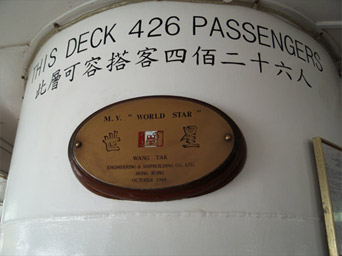 THIS DECK 426 PASSENGERS
此層可容搭客四佰二十六人
M.V. "WORLD STAR"
世 星
WANG TAK
ENGINEERING & SHIPBUILDING CO., LTD.
HONG KONG
OCTOBER